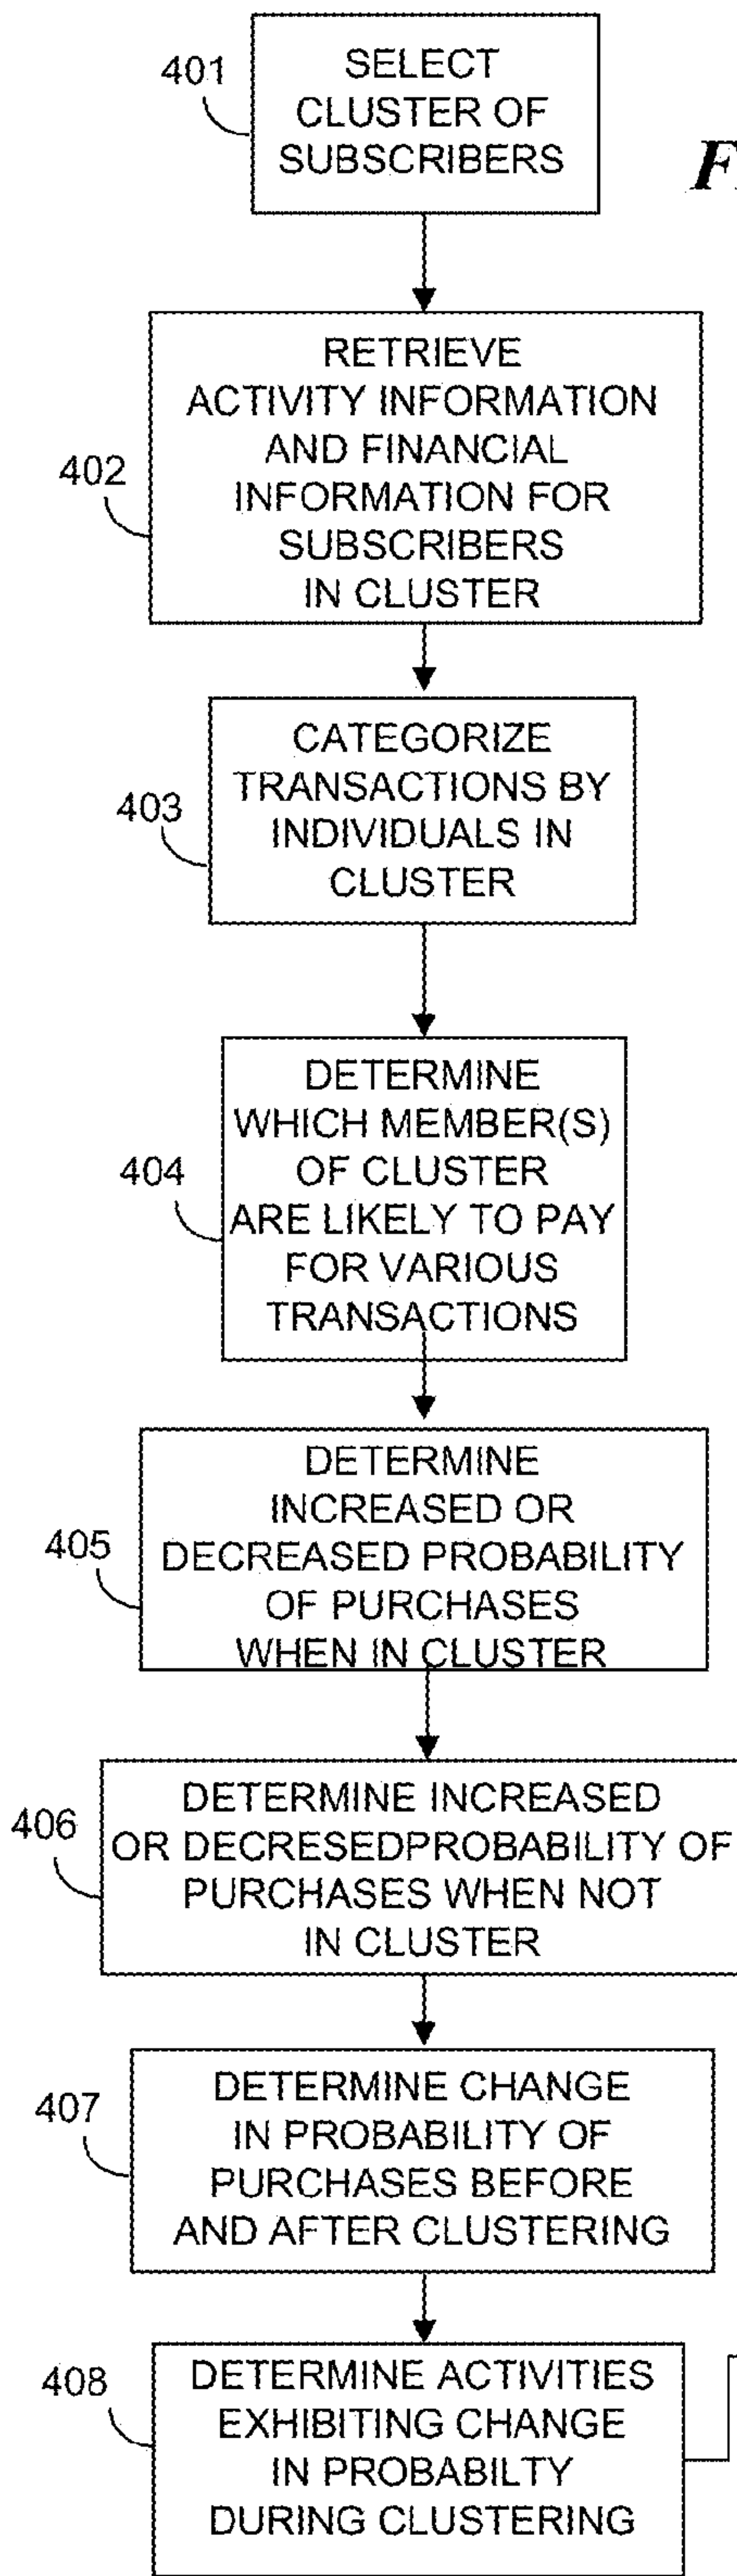 401
SELECT
CLUSTER OF
SUBSCRIBERS
F
402
RETRIEVE
ACTIVITY INFORMATION
AND FINANCIAL
INFORMATION FOR
SUBSCRIBERS
IN CLUSTER
403
CATEGORIZE
TRANSACTIONS BY
INDIVIDUALS IN
CLUSTER
404
DETERMINE
WHICH MEMBER(S)
OF CLUSTER
ARE LIKELY TO PAY
FOR VARIOUS
TRANSACTIONS
405
DETERMINE
INCREASED OR
DECREASED PROBABILITY
OF PURCHASES
WHEN IN CLUSTER
406
DETERMINE INCREASED
OR DECRESEDPROBABILITY OF
PURCHASES WHEN NOT
IN CLUSTER
407
DETERMINE CHANGE
IN PROBABILITY OF
PURCHASES BEFORE
AND AFTER CLUSTERING
408
DETERMINE ACTIVITIES
EXHIBITING CHANGE
IN PROBABILTY
DURING CLUSTERING